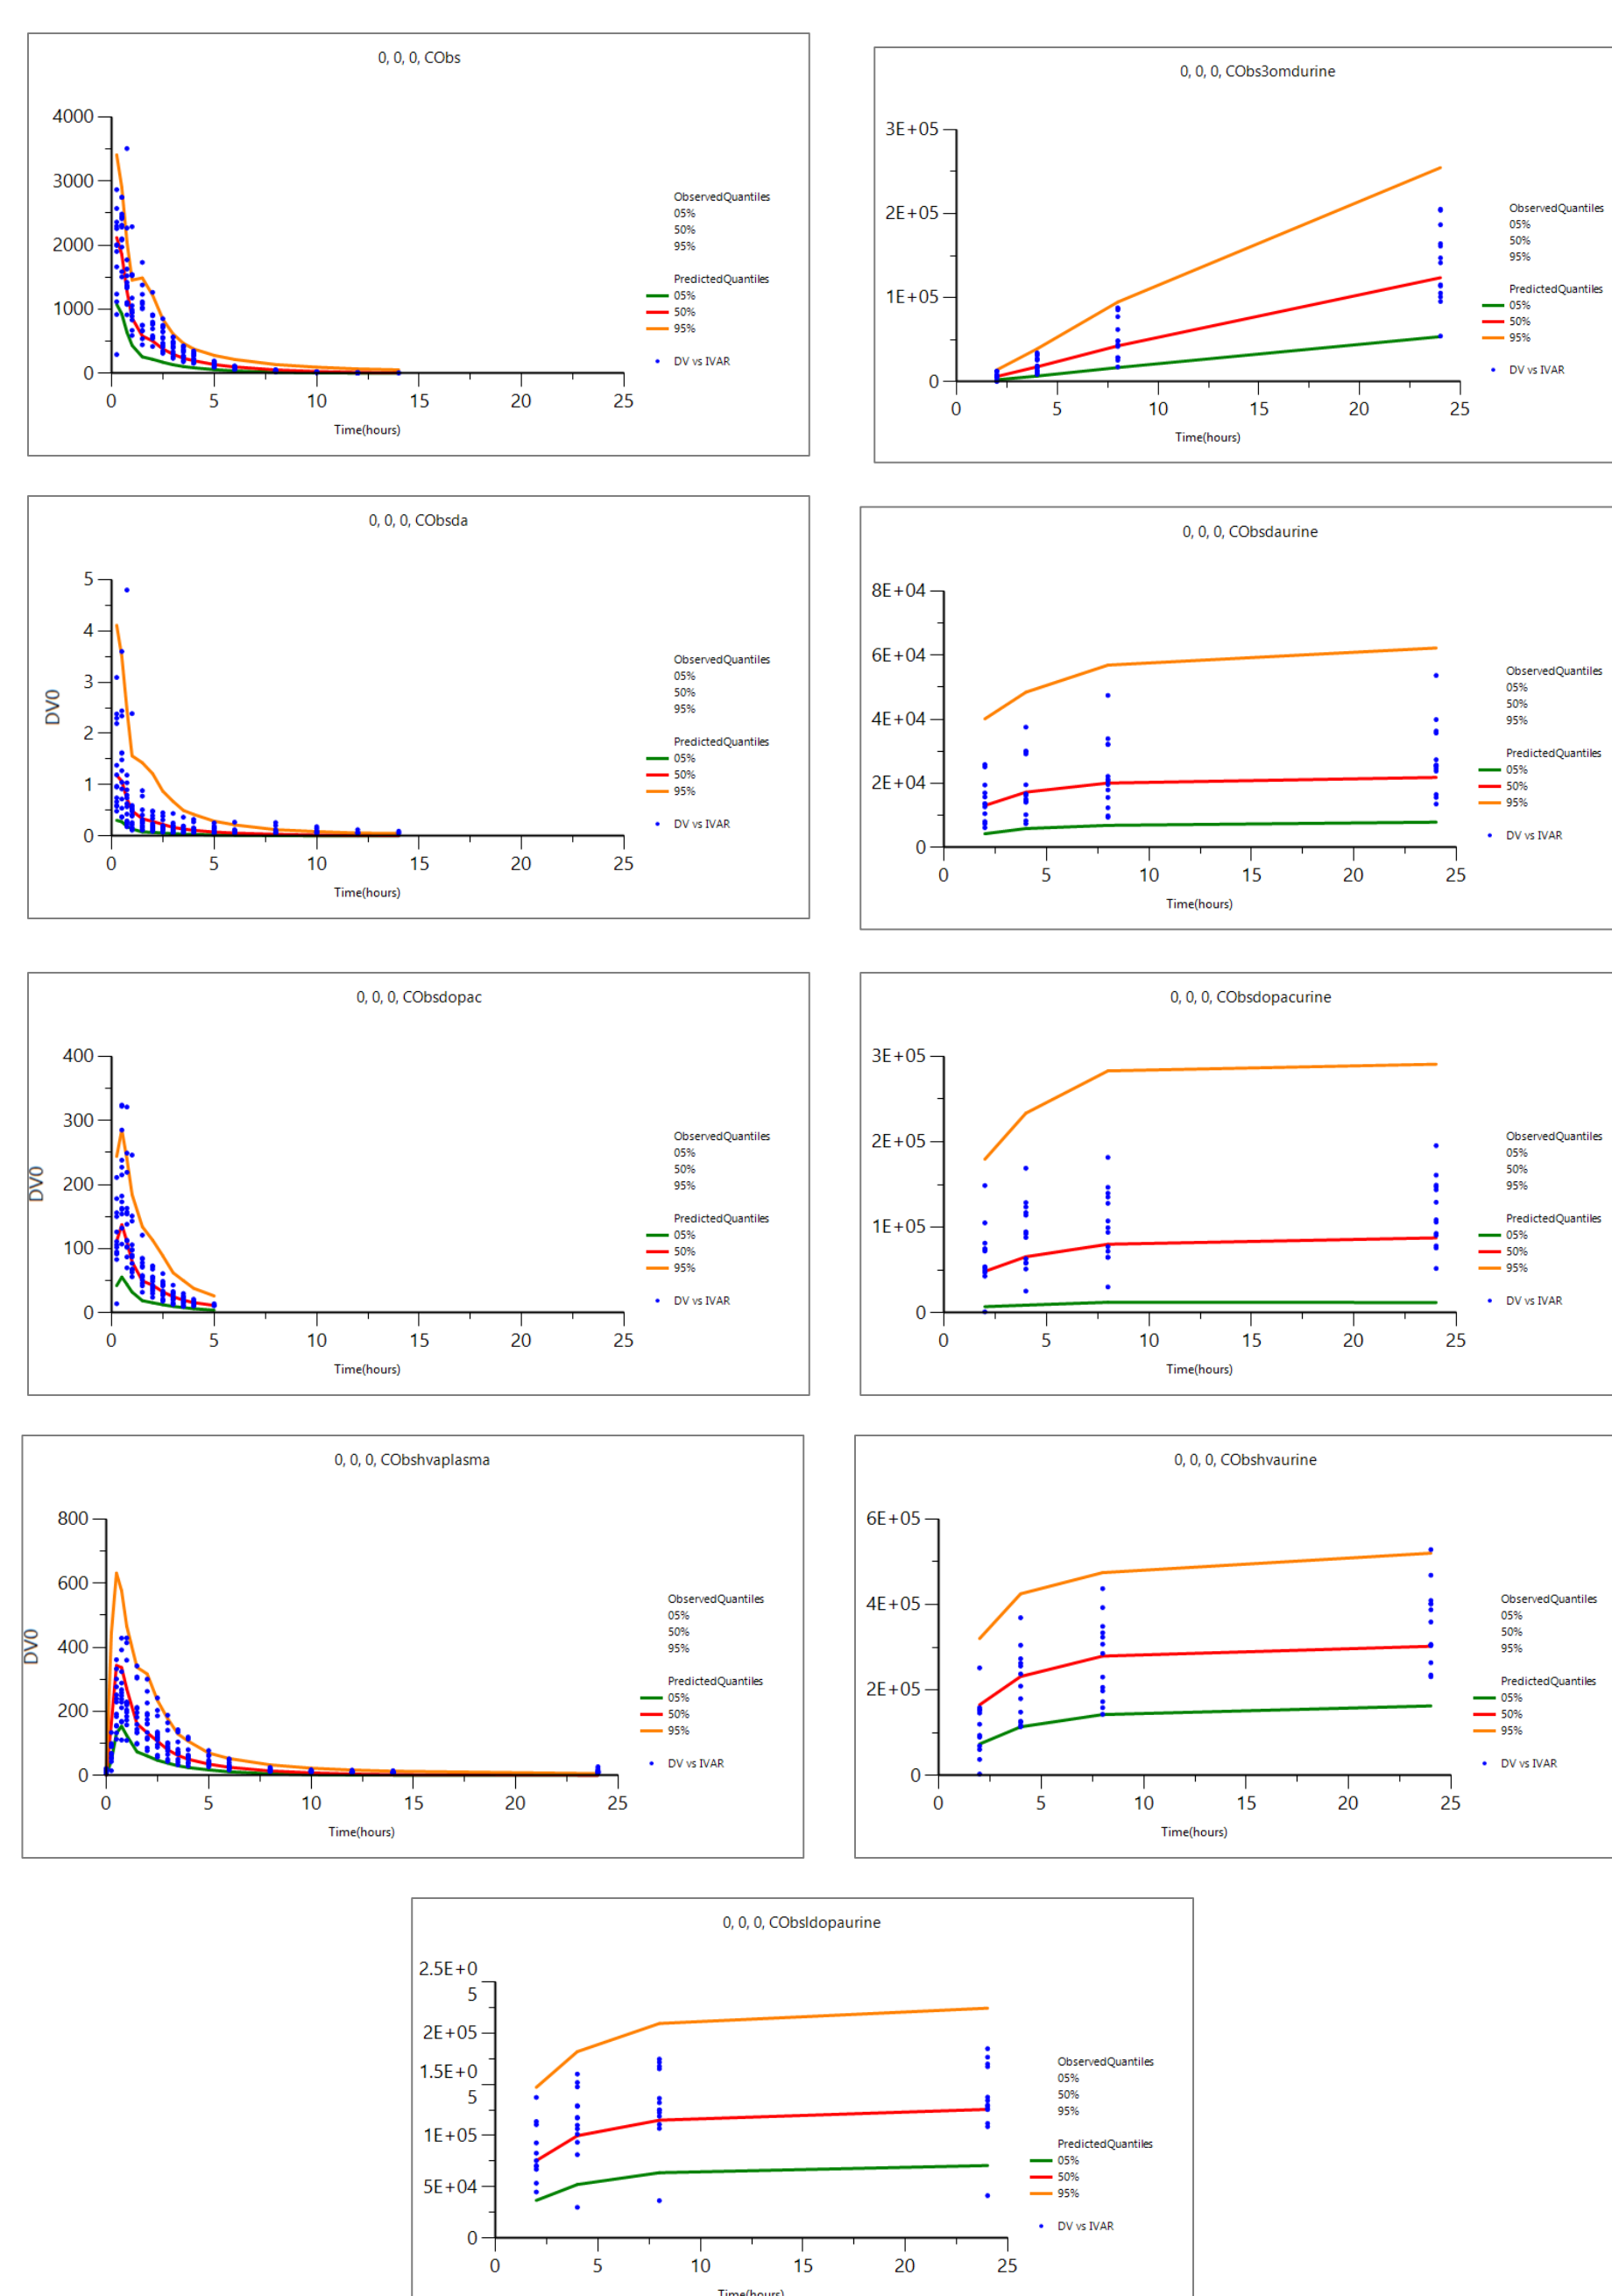 0, 0, 0, CObs
4000
3000
2000
1000
0
0 5 10 15 20 25
Time(hours)
ObservedQuantiles
05%
50%
95%
PredictedQuantiles
05%
50%
95%
DV vs IVAR
0, 0, 0, CObs3omdurine
3E+05
2E+05
1E+05
0
0 5 10 15 20 25
Time(hours)
ObservedQuantiles
05%
50%
95%
PredictedQuantiles
05%
50%
95%
DV vs IVAR
0, 0, 0, CObsda
DV0
5
4
3
2
1
0
0 5 10 15 20 25
Time(hours)
ObservedQuantiles
05%
50%
95%
PredictedQuantiles
05%
50%
95%
DV vs IVAR
0, 0, 0, CObsdaurine
8E+04
6E+04
4E+04
2E+04
0
0 5 10 15 20 25
Time(hours)
ObservedQuantiles
05%
50%
95%
PredictedQuantiles
05%
50%
95%
DV vs IVAR
0, 0, 0, CObsdopac
DV0
400
300
200
100
0
0 5 10 15 20 25
Time(hours)
ObservedQuantiles
05%
50%
95%
PredictedQuantiles
05%
50%
95%
DV vs IVAR
0, 0, 0, CObsdopacurine
3E+05
2E+05
1E+05
0
0 5 10 15 20 25
Time(hours)
ObservedQuantiles
05%
50%
95%
PredictedQuantiles
05%
50%
95%
DV vs IVAR
0, 0, 0, CObshvaplasma
DV0
800
600
400
200
0
0 5 10 15 20 25
Time(hours)
ObservedQuantiles
05%
50%
95%
PredictedQuantiles
05%
50%
95%
DV vs IVAR
0, 0, 0, CObshvaurine
6E+05
4E+05
2E+05
0
0 5 10 15 20 25
Time(hours)
ObservedQuantiles
05%
50%
95%
PredictedQuantiles
05%
50%
95%
DV vs IVAR
0, 0, 0, CObsldopaurine
2.5E+0
5
2E+05
1.5E+0
5
1E+05
5E+04
0
0 5 10 15 20 25
Time(hours)
ObservedQuantiles
05%
50%
95%
PredictedQuantiles
05%
50%
95%
DV vs IVAR